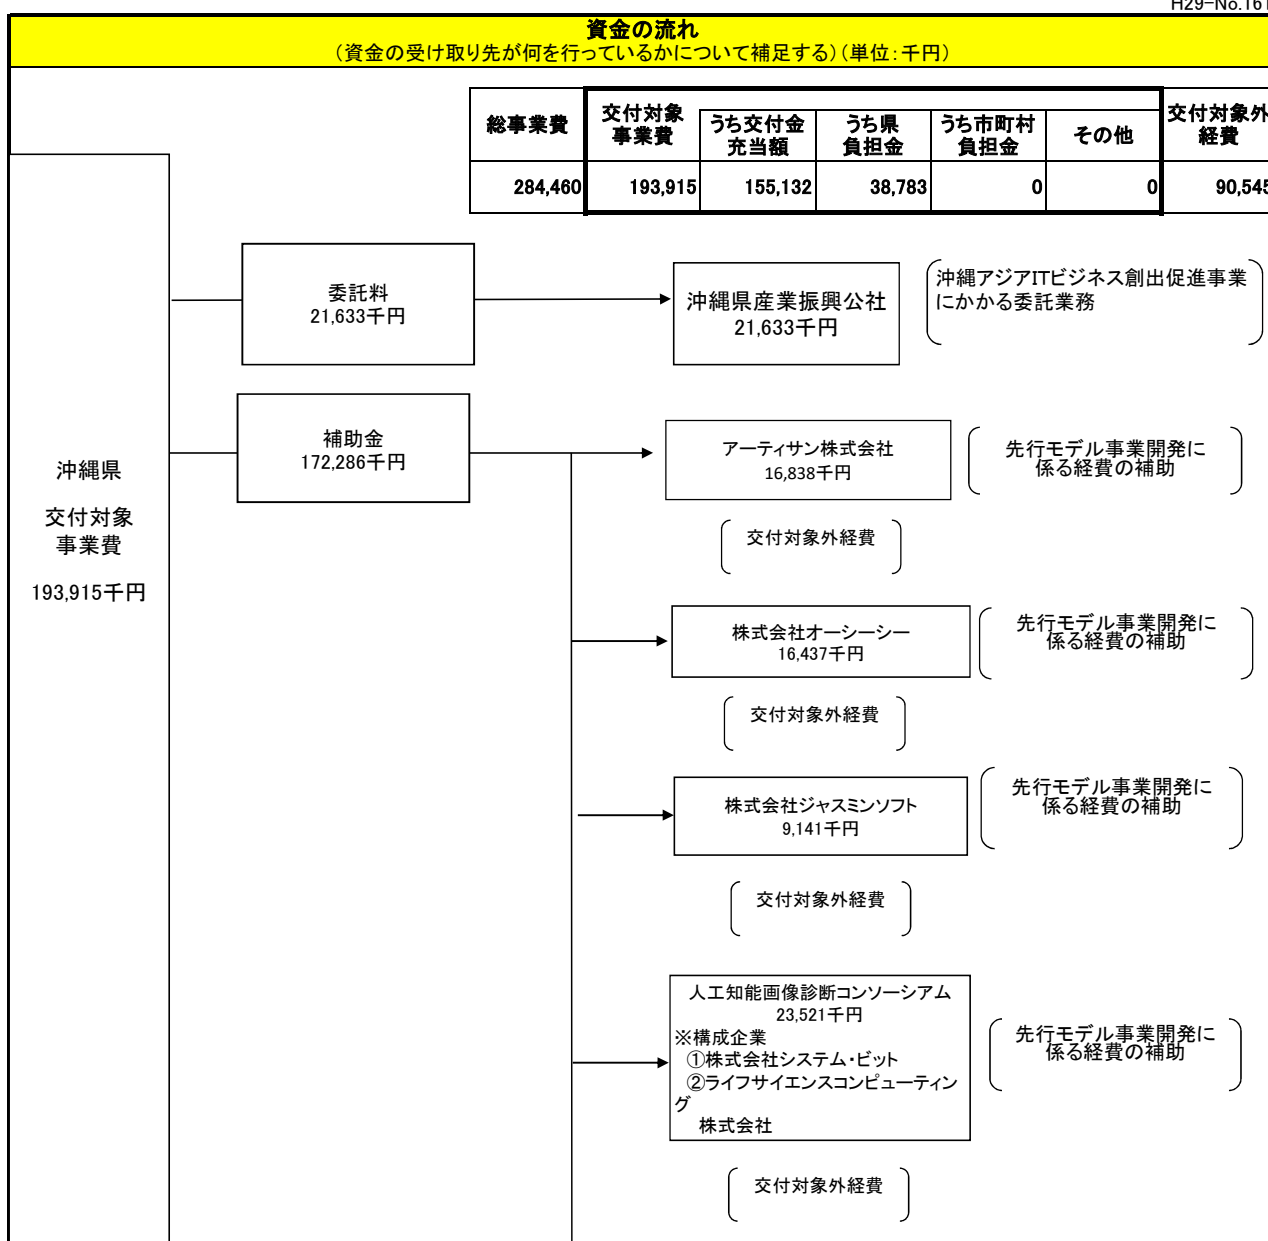 H29-No.161
資金の流れ
（資金の受け取り先が何を行っているかについて補足する）（単位：千円）
総事業費
交付対象
事業費
うち交付金
充当額
うち県
負担金
うち市町村
負担金
その他
交付対象外
経費
284,460
193,915
155,132
38,783
0
0
90,545
委託料
21,633千円
沖縄県産業振興公社
21,633千円
沖縄アジアITビジネス創出促進事業
にかかる委託業務
補助金
172,286千円
アーティサン株式会社
16,838千円
先行モデル事業開発に
係る経費の補助
沖縄県
交付対象
事業費
193,915千円
交付対象外経費
株式会社オーシーシー
16,437千円
先行モデル事業開発に
係る経費の補助
交付対象外経費
株式会社ジャスミンソフト
9,141千円
先行モデル事業開発に
係る経費の補助
交付対象外経費
人工知能画像診断コンソーシアム
23,521千円
※構成企業
①株式会社システム・ビット
②ライフサイエンスコンピューティン
グ
株式会社
先行モデル事業開発に
係る経費の補助
交付対象外経費